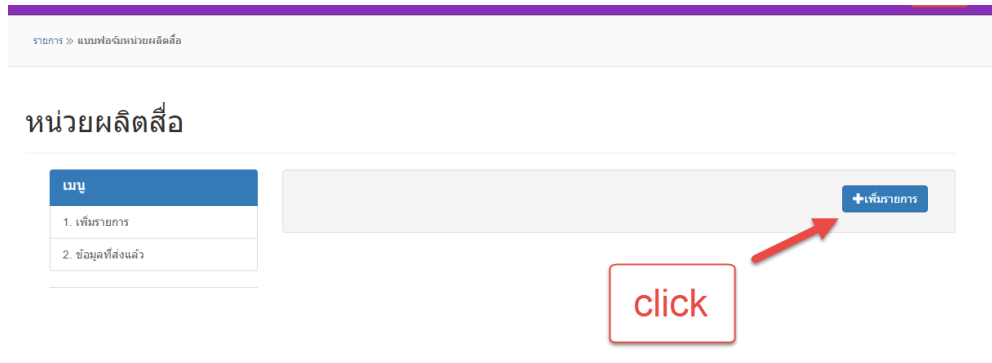 รายการ » แบบฟอร์มหน่วยผลิตสื่อ
หน่วยผลิตสื่อ
เมนู
+เพิ่มรายการ
1. เพิ่มรายการ
2. ข้อมูลที่ส่งแล้ว
click